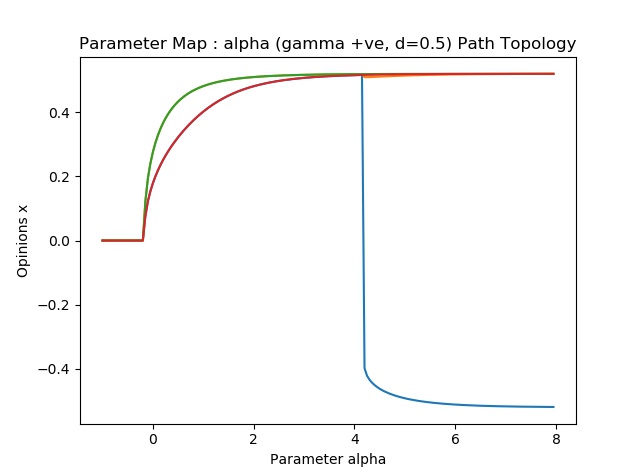 Parameter Map : alpha (gamma +ve, d=0.5) Path Topology
0.4
0.2
0.0
−0.2
−0.4
Opinions x
0 2 4 6 8
Parameter alpha